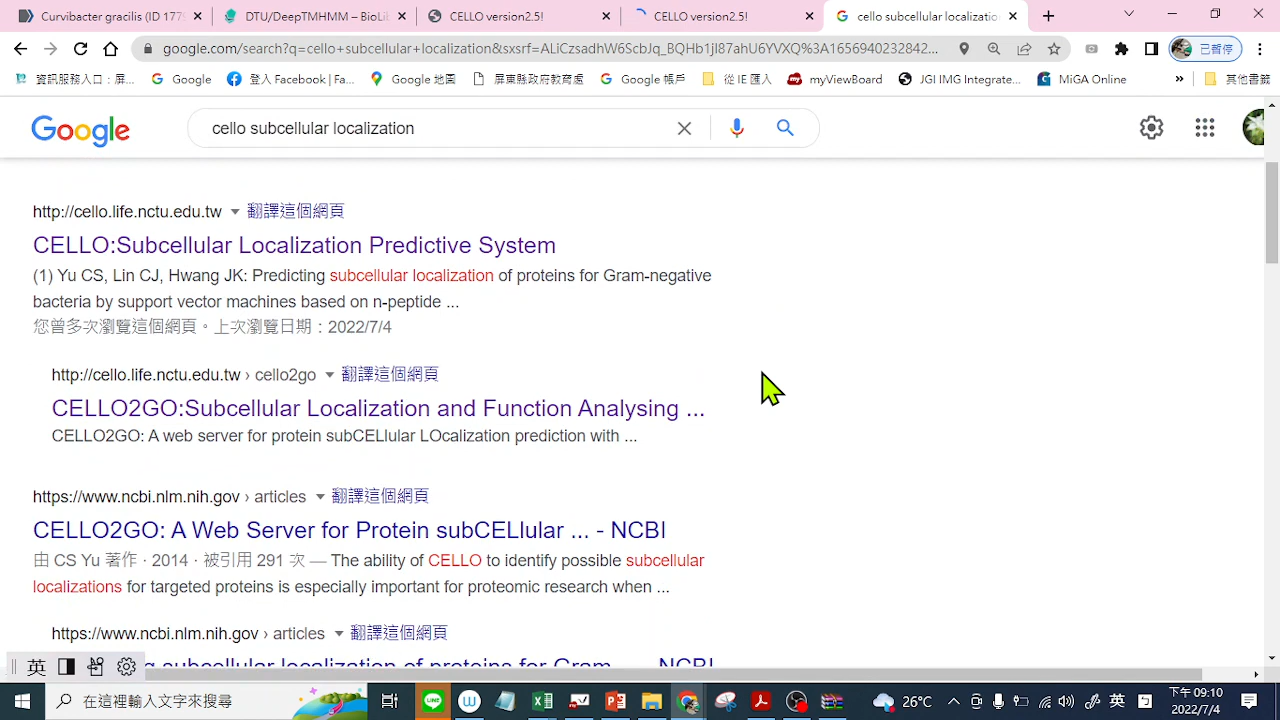 Curvibacter gracilis (ID 1779
DTU/DeepTMHMM – BioLib
CELLO version2.5!
CELLO version2.5!
cello subcellular localization
google.com/search?q=cello+subcellular+localization&sxsrf=ALiCzsadhW6ScbJq_BQHb1jI87ahU6YVXQ%3A1656940232842...
已暫停
資訊服務入口：屏...
Google
登入 Facebook | Fa...
Google 地圖
屏東縣政府教育處
Google 帳戶
從 IE 匯入
myViewBoard
JGI IMG Integrate...
MiGA Online
»
其他書籤
Google
cello subcellular localization
http://cello.life.nctu.edu.tw 翻譯這個網頁
CELLO:Subcellular Localization Predictive System
(1) Yu CS, Lin CJ, Hwang JK: Predicting subcellular localization of proteins for Gram-negative
bacteria by support vector machines based on n-peptide ...
您曾多次瀏覽這個網頁。上次瀏覽日期：2022/7/4
http://cello.life.nctu.edu.tw › cello2go 翻譯這個網頁
CELLO2GO:Subcellular Localization and Function Analysing ...
CELLO2GO: A web server for protein subCELlular LOcalization prediction with ...
https://www.ncbi.nlm.nih.gov › articles 翻譯這個網頁
CELLO2GO: A Web Server for Protein subCELlular ... - NCBI
由 CS Yu 著作 · 2014 · 被引用 291 次 — The ability of CELLO to identify possible subcellular
localizations for targeted proteins is especially important for proteomic research when ...
https://www.ncbi.nlm.nih.gov › articles 翻譯這個網頁
g subcellular localization of proteins for Gram NCBI
英
在這裡輸入文字來搜尋
LINE
26°C
英
下午 09:10
2022/7/4